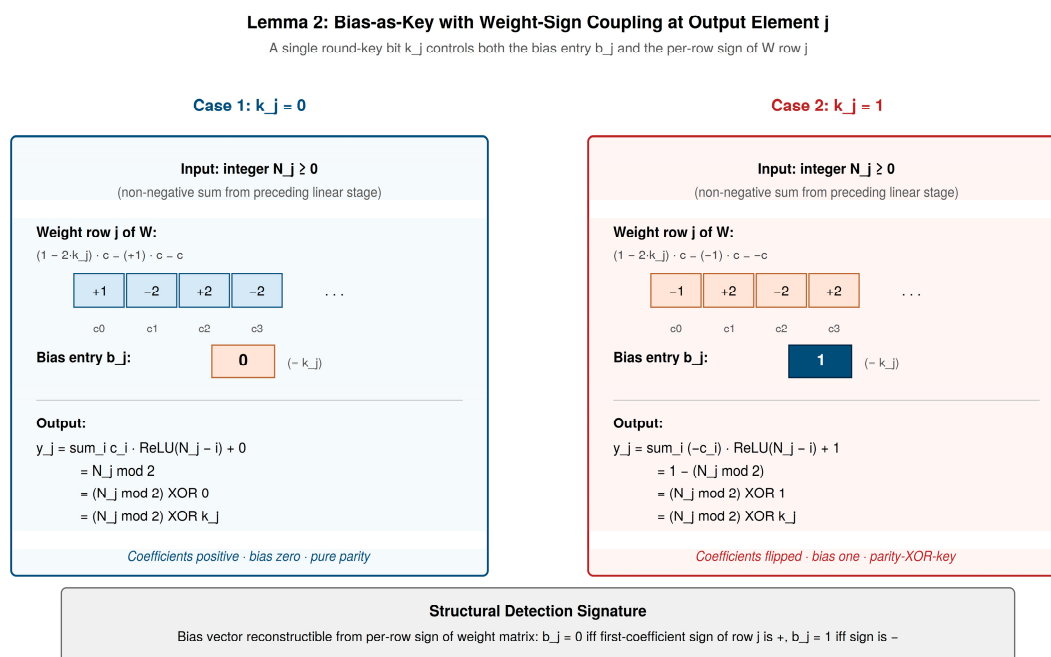 Lemma 2: Bias-as-Key with Weight-Sign Coupling at Output Element j
A single round-key bit k_j controls both the bias entry b_j and the per-row sign of W row j
Case 1: k_j = 0
Input: integer N_j ≥ 0
(non-negative sum from preceding linear stage)
Weight row j of W:
(1 − 2·k_j) · c − (+1) · c − c
+1 −2 +2 −2 . . .
c0 c1 c2 c3
Bias entry b_j: 0 (− k_j)
Output:
y_j = sum_i c_i · ReLU(N_j − i) + 0
= N_j mod 2
= (N_j mod 2) XOR 0
= (N_j mod 2) XOR k_j
Coefficients positive · bias zero · pure parity
Case 2: k_j = 1
Input: integer N_j ≥ 0
(non-negative sum from preceding linear stage)
Weight row j of W:
(1 − 2·k_j) · c − (−1) · c − −c
−1 +2 −2 +2 . . .
c0 c1 c2 c3
Bias entry b_j: 1 (− k_j)
Output:
y_j = sum_i (−c_i) · ReLU(N_j − i) + 1
= 1 − (N_j mod 2)
= (N_j mod 2) XOR 1
= (N_j mod 2) XOR k_j
Coefficients flipped · bias one · parity-XOR-key
Structural Detection Signature
Bias vector reconstructible from per-row sign of weight matrix: b_j = 0 iff first-coefficient sign of row j is +, b_j = 1 iff sign is −